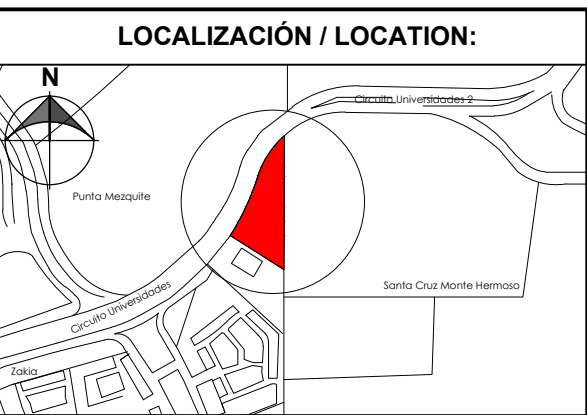 LOCALIZACIÓN / LOCATION:
N
Circuito Universidades 2
Punta Mezquite
Santa Cruz Monte Hermoso
Circuito Universidades
Zakia